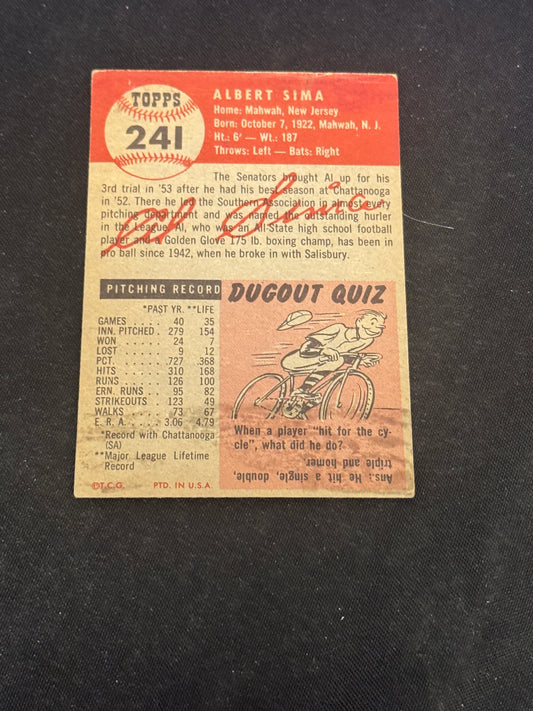 TOPPS
241
ALBERT SIMA
Home: Mahwah, New Jersey
Born: October 7, 1922, Mahwah, N. J.
Ht.: 6' — Wt.: 187
Throws: Left — Bats: Right
The Senators brought Al up for his
3rd trial in '53 after he had his best season at Chattanooga
in '52. There he led the Southern Association in almost every
pitching department and was named the outstanding hurler
in the League. Al, who was an All-State high school football
player and a Golden Glove 175 lb. boxing champ, has been in
pro ball since 1942, when he broke in with Salisbury.
Al Sima
PITCHING RECORD
*PAST YR. **LIFE
GAMES . . . . 40 35
INN. PITCHED. 279 154
WON . . . . . 24 7
LOST . . . . . 9 12
PCT. . . . . . .727 .368
HITS . . . . . 310 168
RUNS . . . . . 126 100
ERN. RUNS . . 95 82
STRIKEOUTS . . 123 49
WALKS . . . . 73 67
E. R. A. . . . . 3.06 4.79
*Record with Chattanooga
(SA)
**Major League Lifetime
Record
©T.C.G. PTD. IN U.S.A.
DUGOUT QUIZ
When a player "hit for the cy-
cle", what did he do?
Ans.: He hit a single, double,
triple and homer.